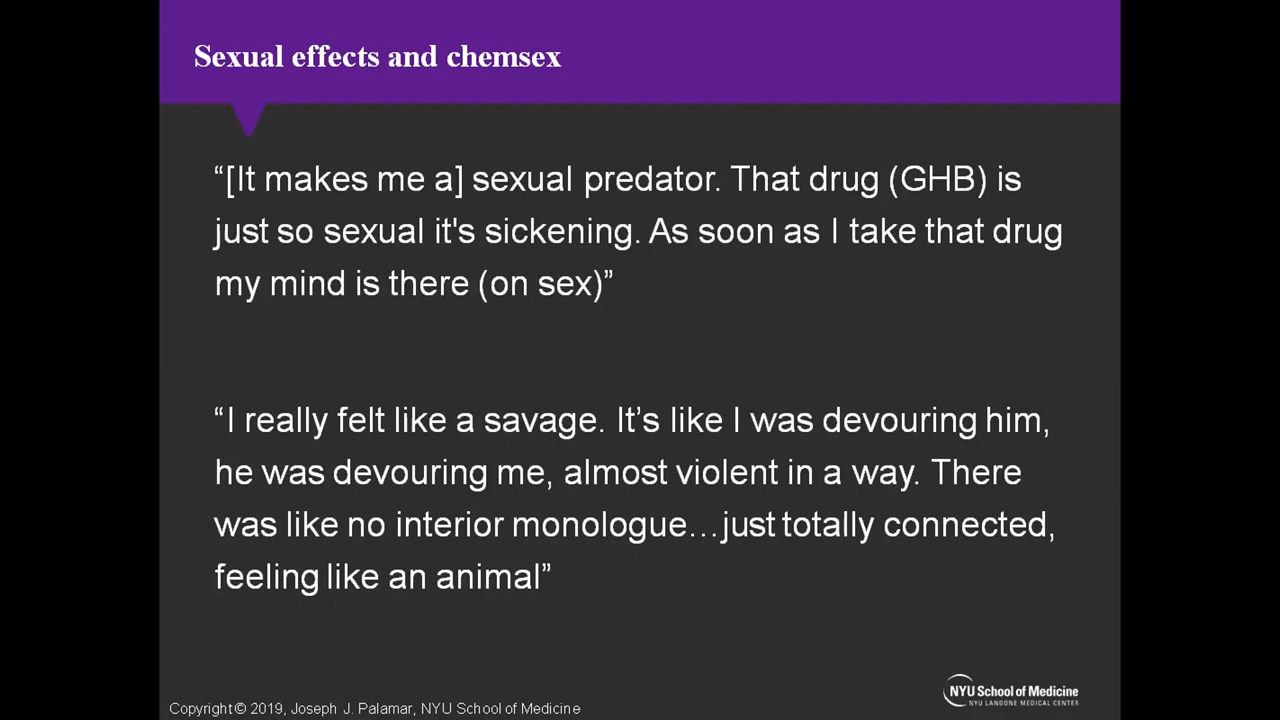 Sexual effects and chemsex
“[It makes me a] sexual predator. That drug (GHB) is
just so sexual it's sickening. As soon as I take that drug
my mind is there (on sex)”
“I really felt like a savage. It’s like I was devouring him,
he was devouring me, almost violent in a way. There
was like no interior monologue…just totally connected,
feeling like an animal”
NYU School of Medicine
NYU LANGONE MEDICAL CENTER
Copyright © 2019, Joseph J. Palamar, NYU School of Medicine